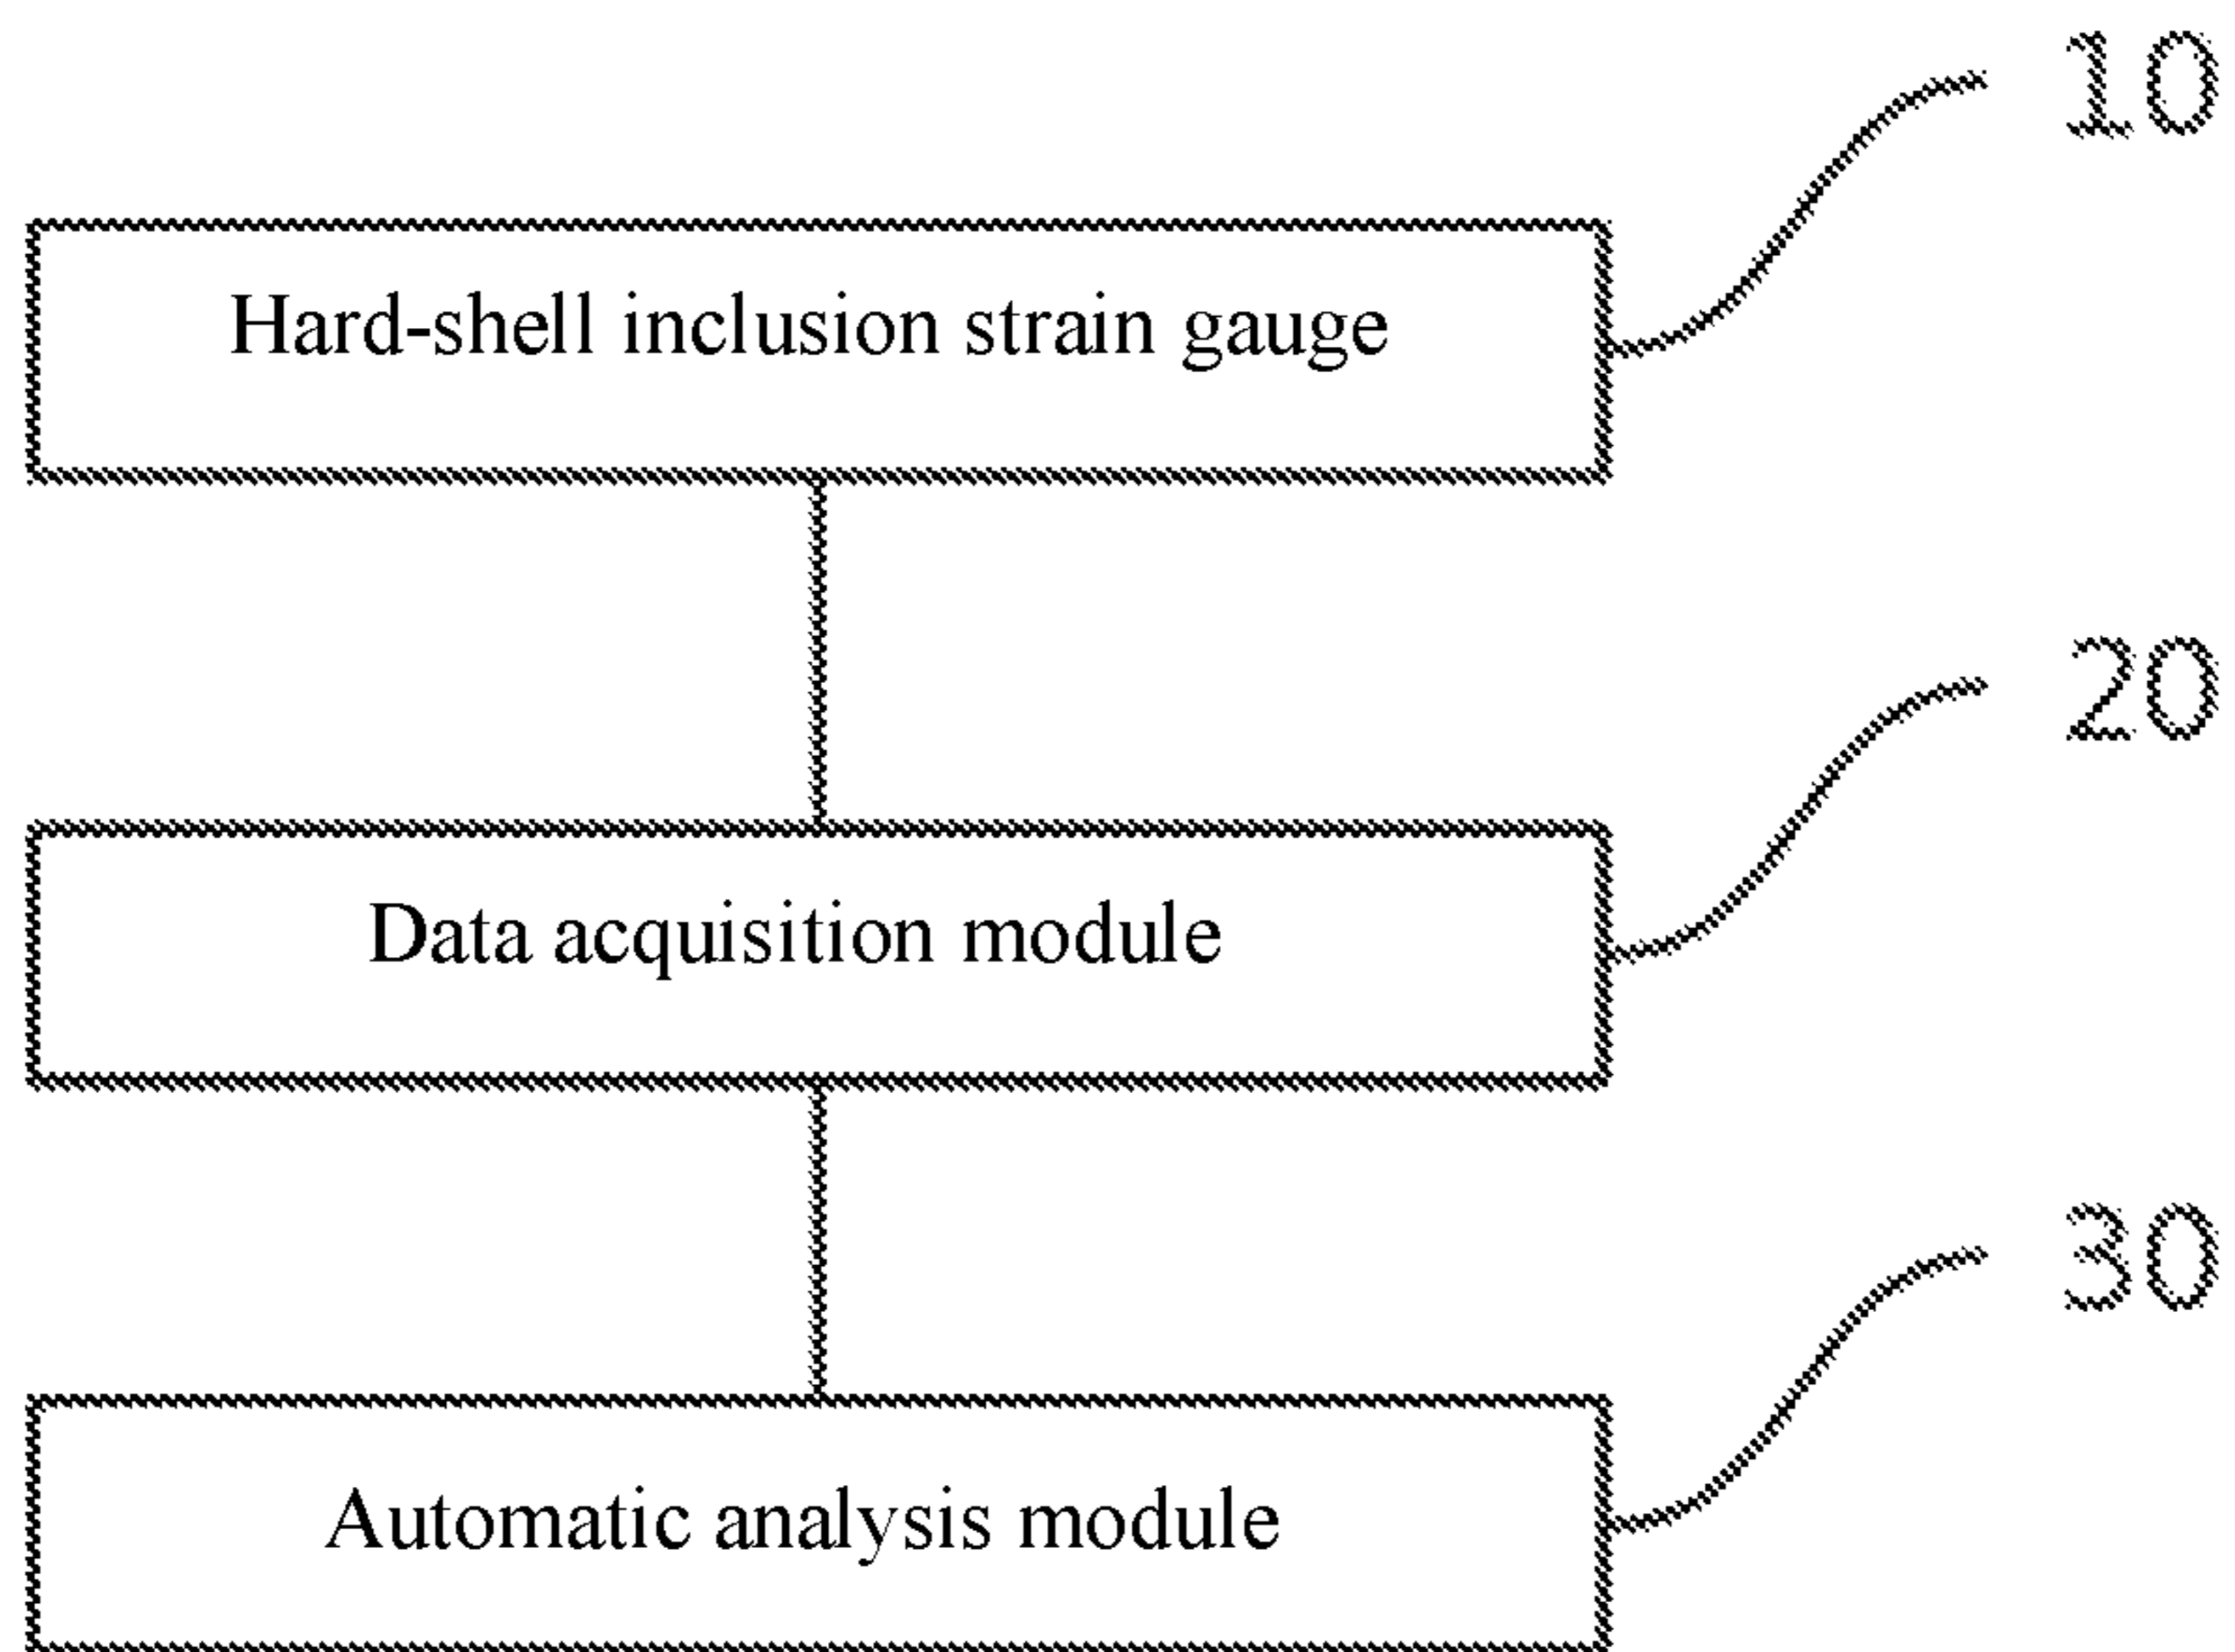 10
Hard-shell inclusion strain gauge
20
Data acquisition module
30
Automatic analysis module